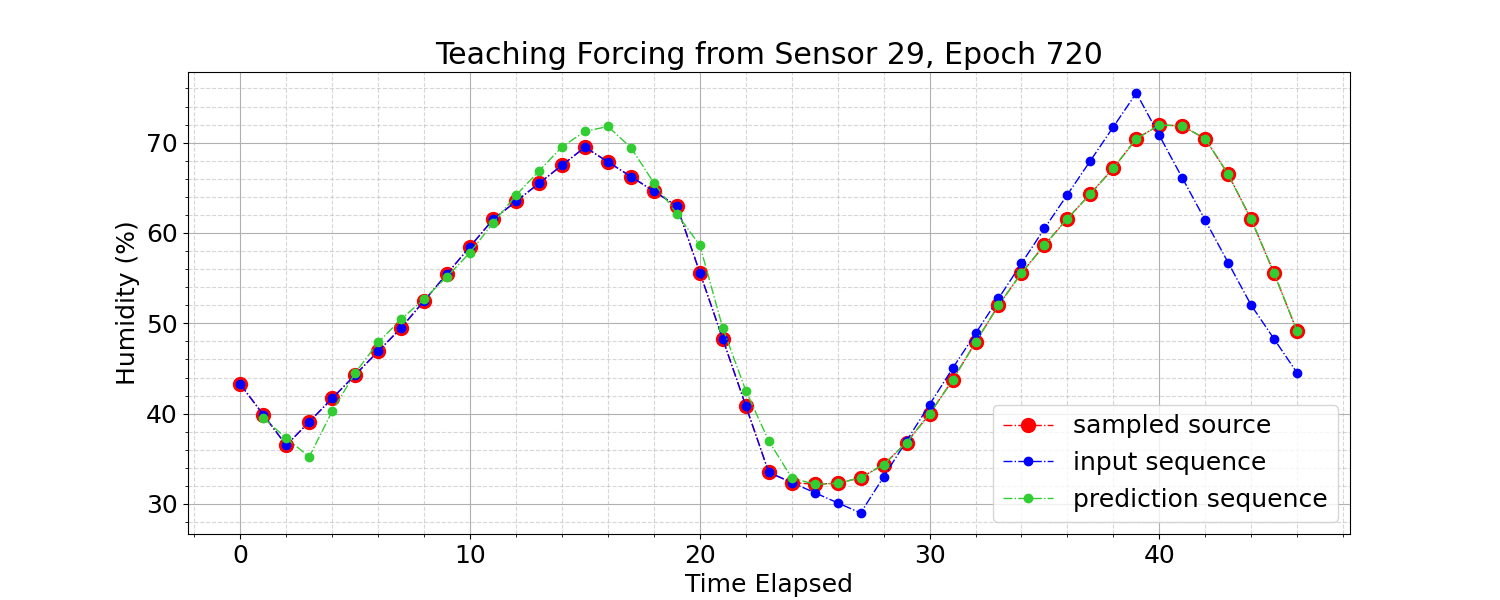 Teaching Forcing from Sensor 29, Epoch 720
Humidity (%)
70
60
50
40
30
sampled source
input sequence
prediction sequence
0 10 20 30 40
Time Elapsed